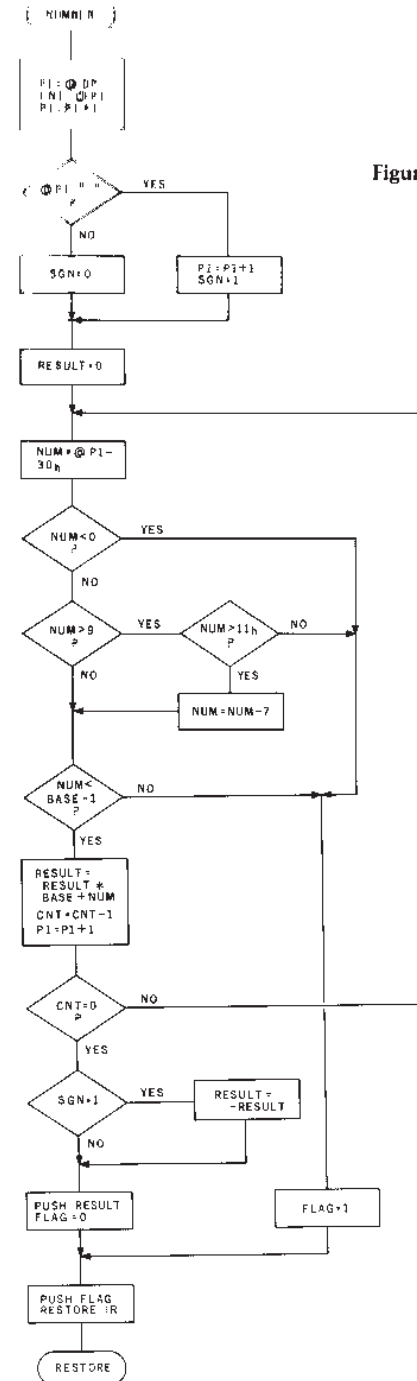 NUMBER
P1=@DP
CNT=@P1
P1=P1+1
Figur
@P1="-"
?
YES
NO
SGN=0
P1=P1+1
SGN=1
RESULT=0
NUM=@P1-
30h
NUM<0
?
YES
NO
NUM>9
?
YES
NUM>11h
?
NO
NO
YES
NUM=NUM-7
NUM<
BASE-1
?
NO
YES
RESULT=
RESULT *
BASE+NUM
CNT=CNT-1
P1=P1+1
CNT=0
?
NO
YES
SGN=1
YES
RESULT=
-RESULT
NO
PUSH RESULT
FLAG=0
FLAG=1
PUSH FLAG
RESTORE IR
RESTORE